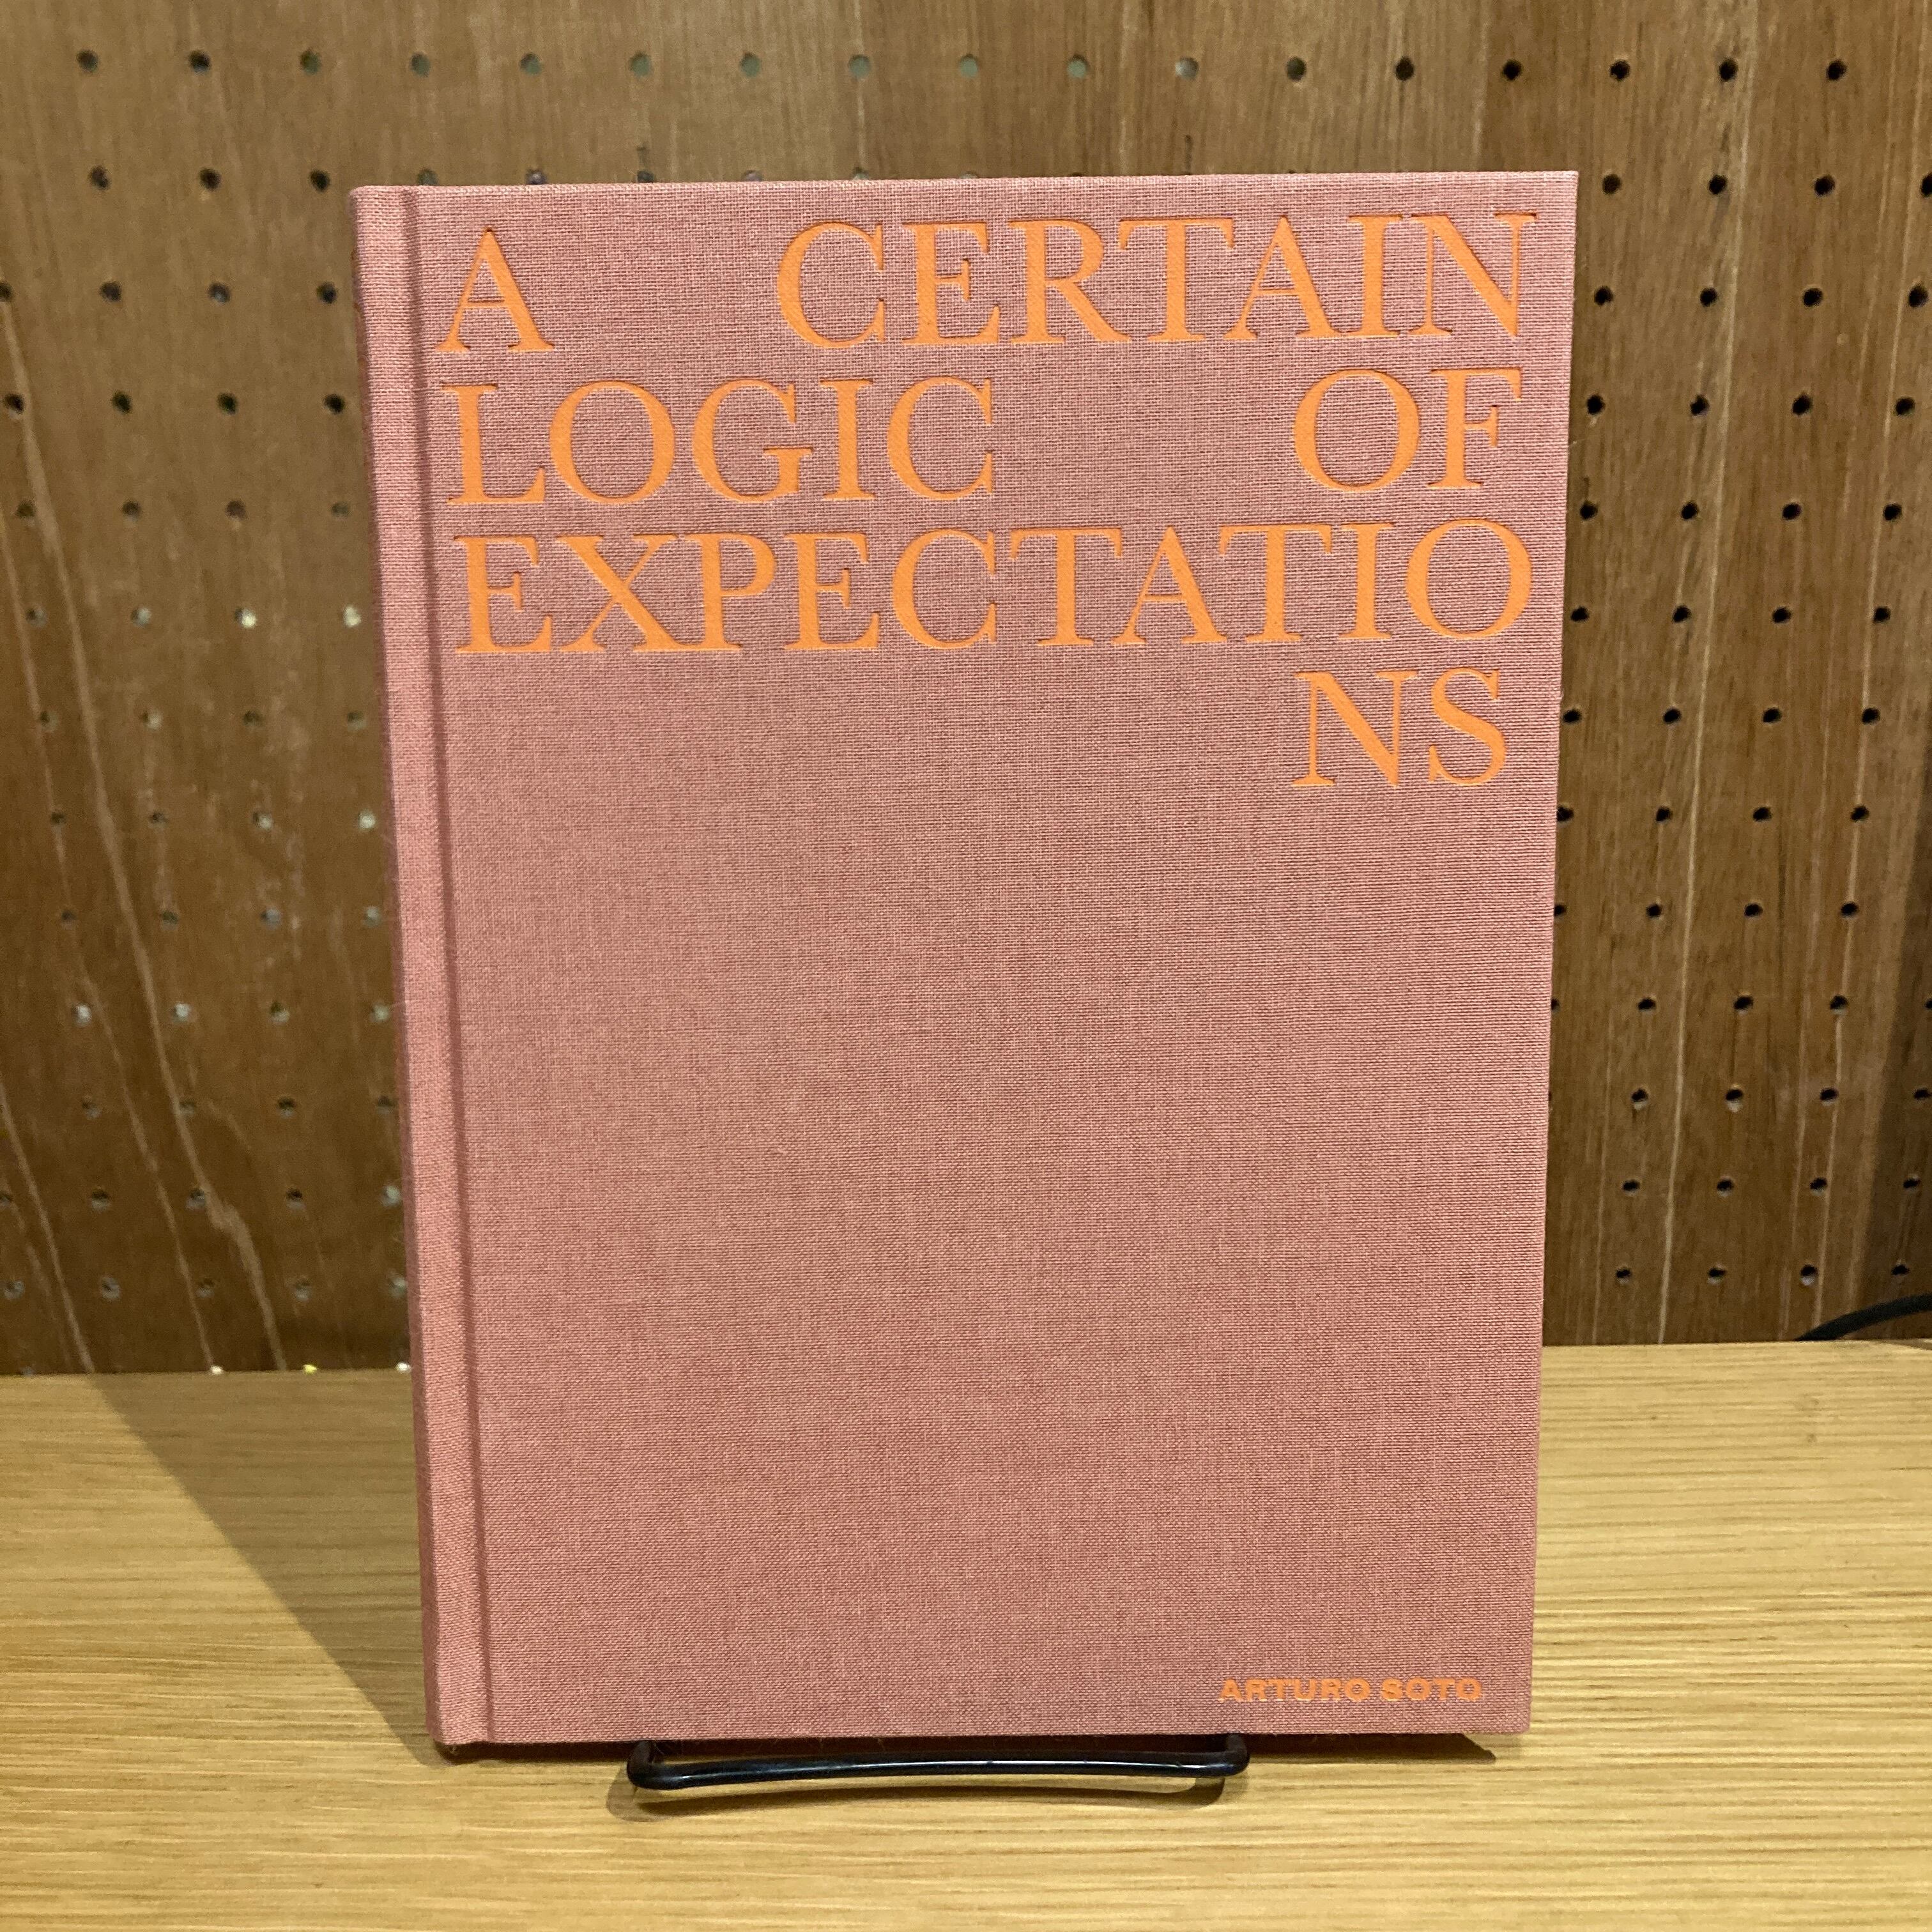 A CERTAIN
LOGIC OF
EXPECTATIO
NS
ARTURO SOTO